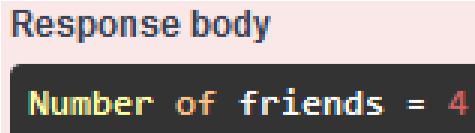 Response body
Number of friends = 4